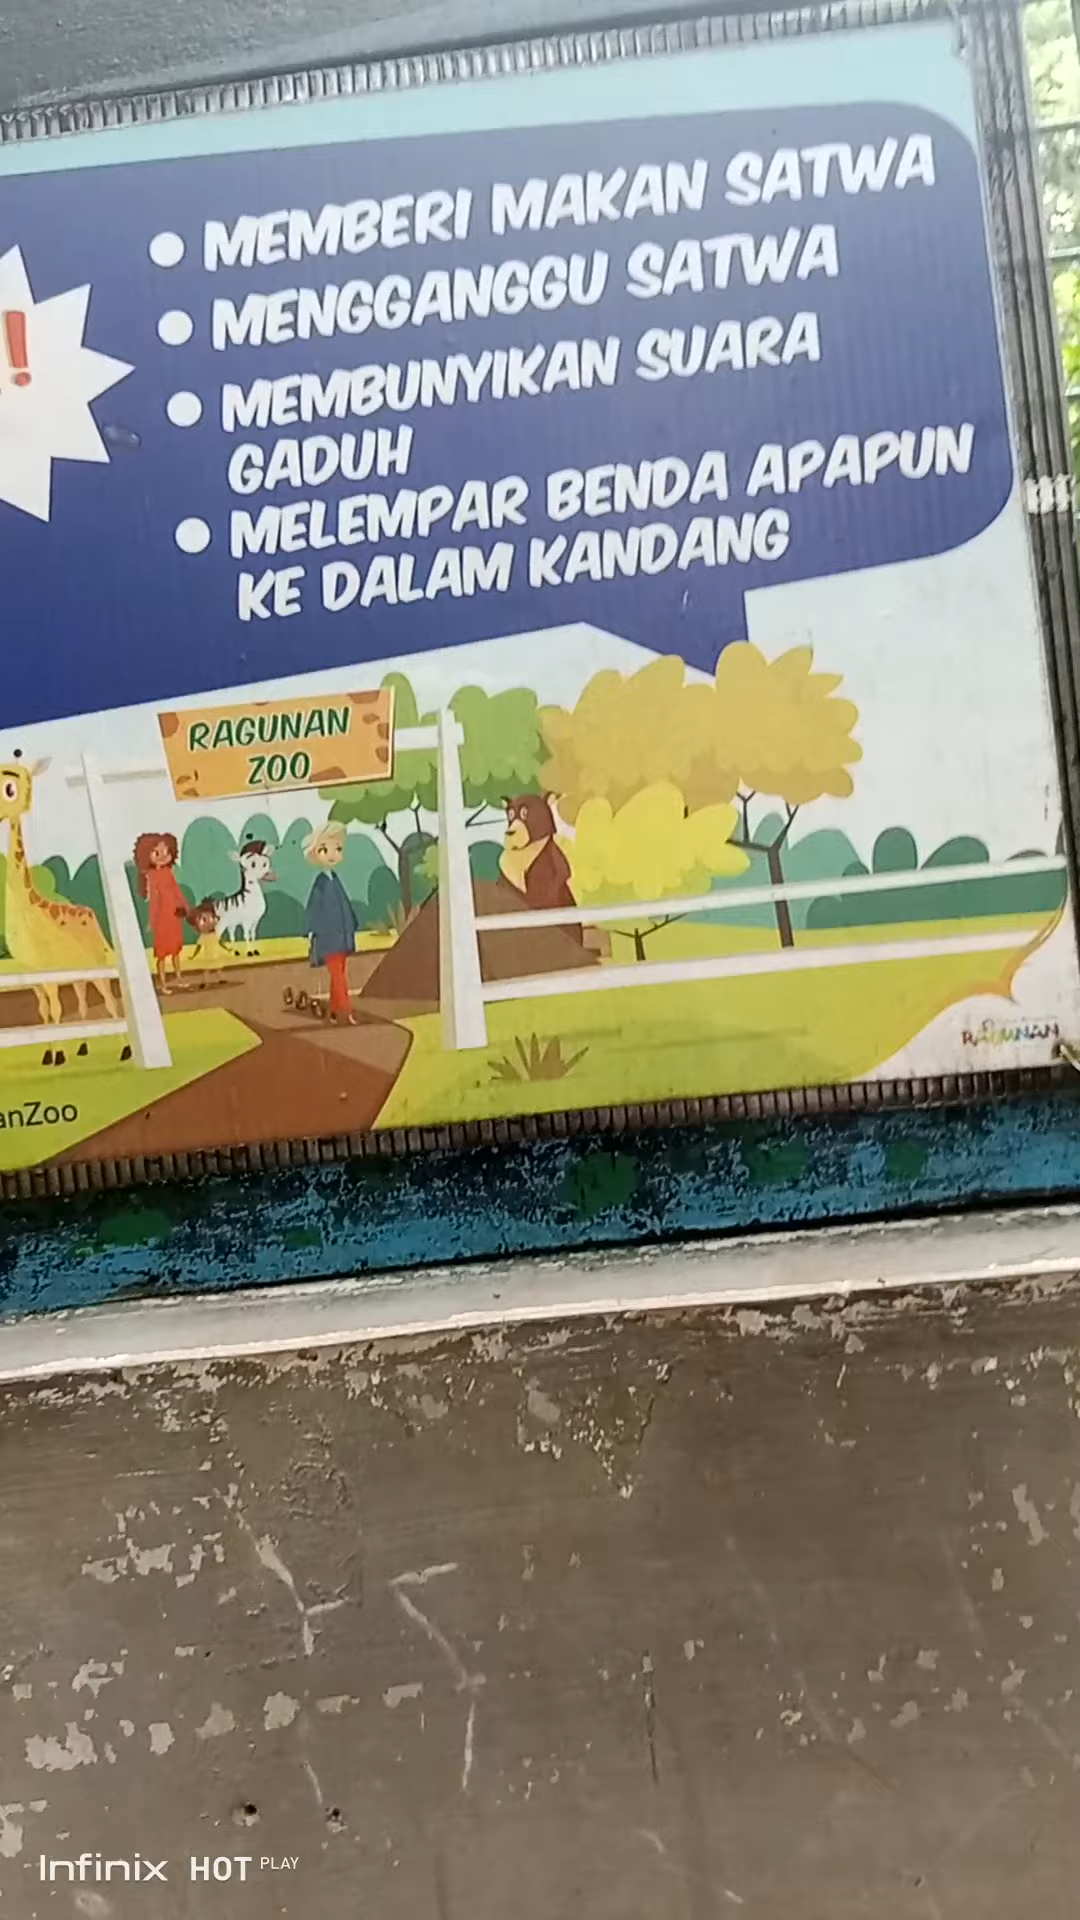 !
MEMBERI MAKAN SATWA
MENGGANGGU SATWA
MEMBUNYIKAN SUARA
GADUH
MELEMPAR BENDA APAPUN
KE DALAM KANDANG
RAGUNAN
ZOO
RAGUNAN
anZoo
Infinix HOT PLAY